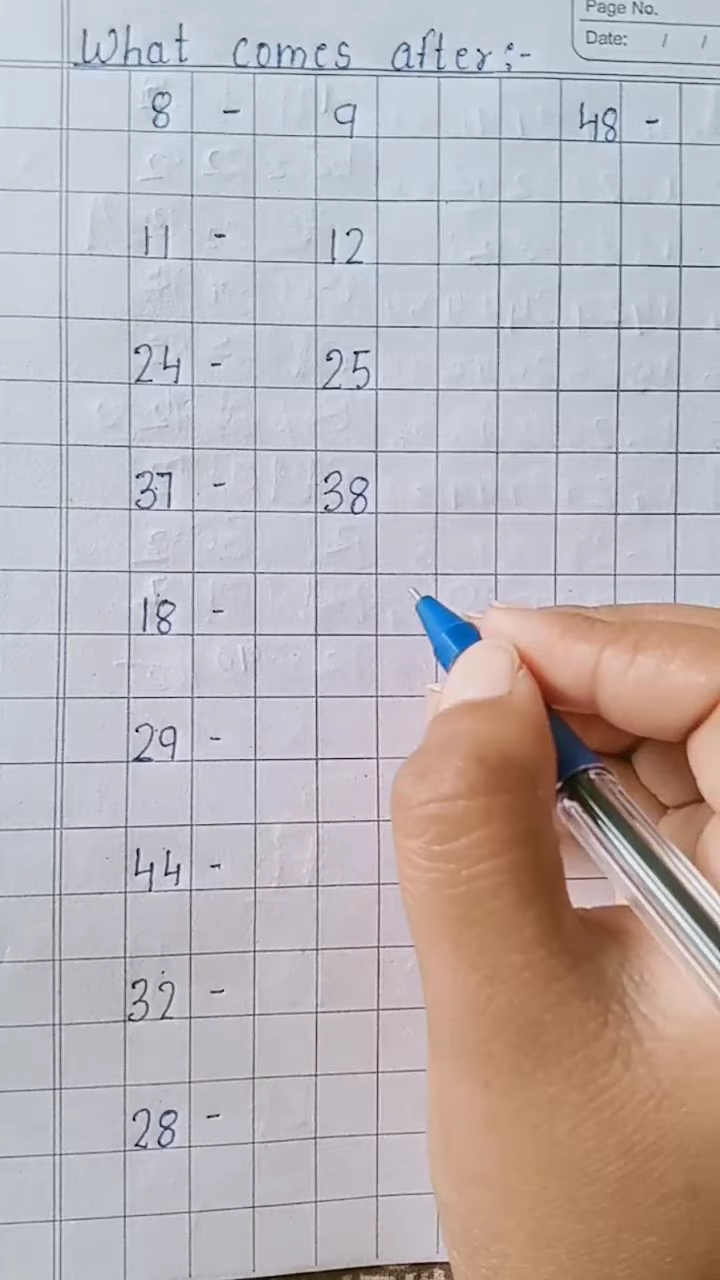 Page No.
Date: / /
What comes after:-
8 - 9
48 -
11 - 12
24 - 25
37 - 38
18 -
29 -
44 -
32 -
28 -